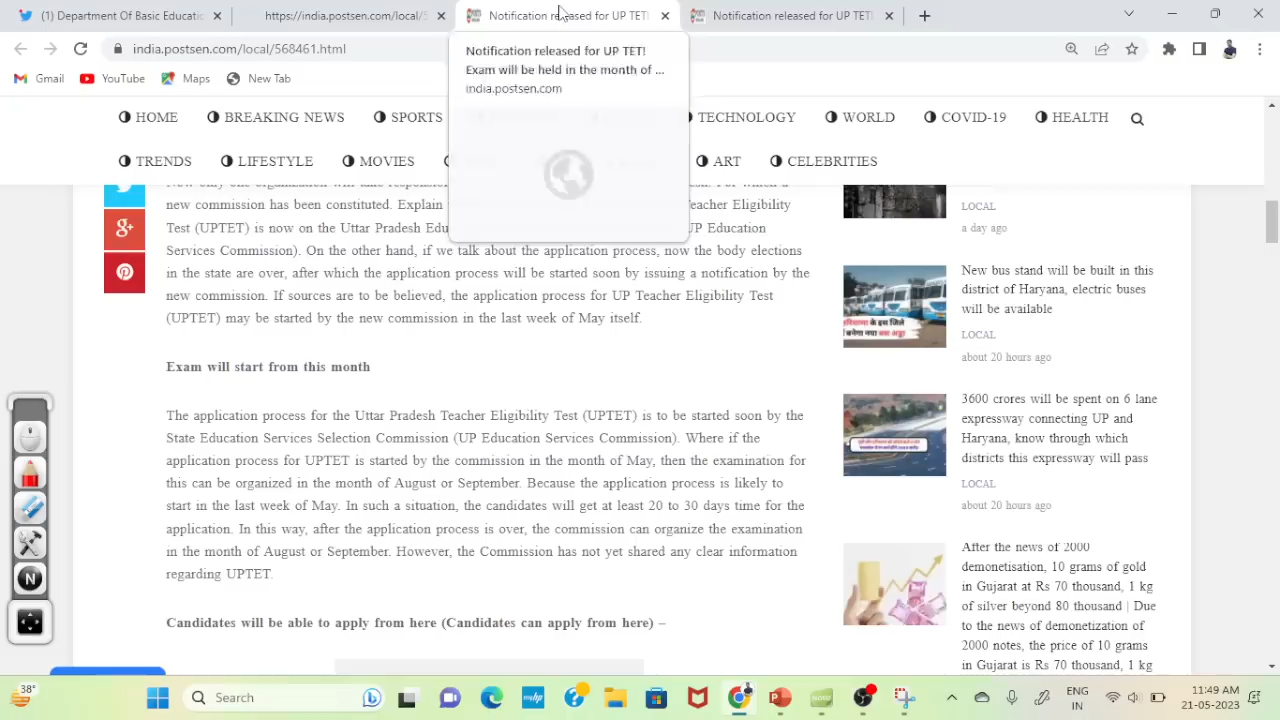 (1) Department of Primary Educ
https://india.postsen.com/local/5
Notification released for UP TET!
Notification released for UP TET!
india.postsen.com/local/568461.html
Notification released for UP TET!
Exam will be held in the month of ...
india.postsen.com
Gmail
YouTube
Maps
New Tab
HOME
BREAKING NEWS
SPORTS
TECHNOLOGY
WORLD
COVID-19
HEALTH
TRENDS
LIFESTYLE
MOVIES
ART
CELEBRITIES
new commission has been constituted. Explain
eacher Eligibility
Test (UPTET) is now on the Uttar Pradesh Edu
UP Education
Services Commission). On the other hand, if we talk about the application process, now the body elections
in the state are over, after which the application process will be started soon by issuing a notification by the
new commission. If sources are to be believed, the application process for UP Teacher Eligibility Test
(UPTET) may be started by the new commission in the last week of May itself.
Exam will start from this month
The application process for the Uttar Pradesh Teacher Eligibility Test (UPTET) is to be started soon by the
State Education Services Selection Commission (UP Education Services Commission). Where if the
application process for UPTET is started by the commission in the month of May, then the examination for
this can be organized in the month of August or September. Because the application process is likely to
start in the last week of May. In such a situation, the candidates will get at least 20 to 30 days time for the
application. In this way, after the application process is over, the commission can organize the examination
in the month of August or September. However, the Commission has not yet shared any clear information
regarding UPTET.
Candidates will be able to apply from here (Candidates can apply from here) –
LOCAL
a day ago
New bus stand will be built in this
district of Haryana, electric buses
will be available
LOCAL
about 20 hours ago
3600 crores will be spent on 6 lane
expressway connecting UP and
Haryana, know through which
districts this expressway will pass
LOCAL
about 20 hours ago
After the news of 2000
demonetisation, 10 grams of gold
in Gujarat at Rs 70 thousand, 1 kg
of silver beyond 80 thousand | Due
to the news of demonetization of
2000 notes, the price of 10 grams
in Gujarat is Rs 70 thousand, 1 kg
N
38°
Search
ENG
IN
11:49 AM
21-05-2023